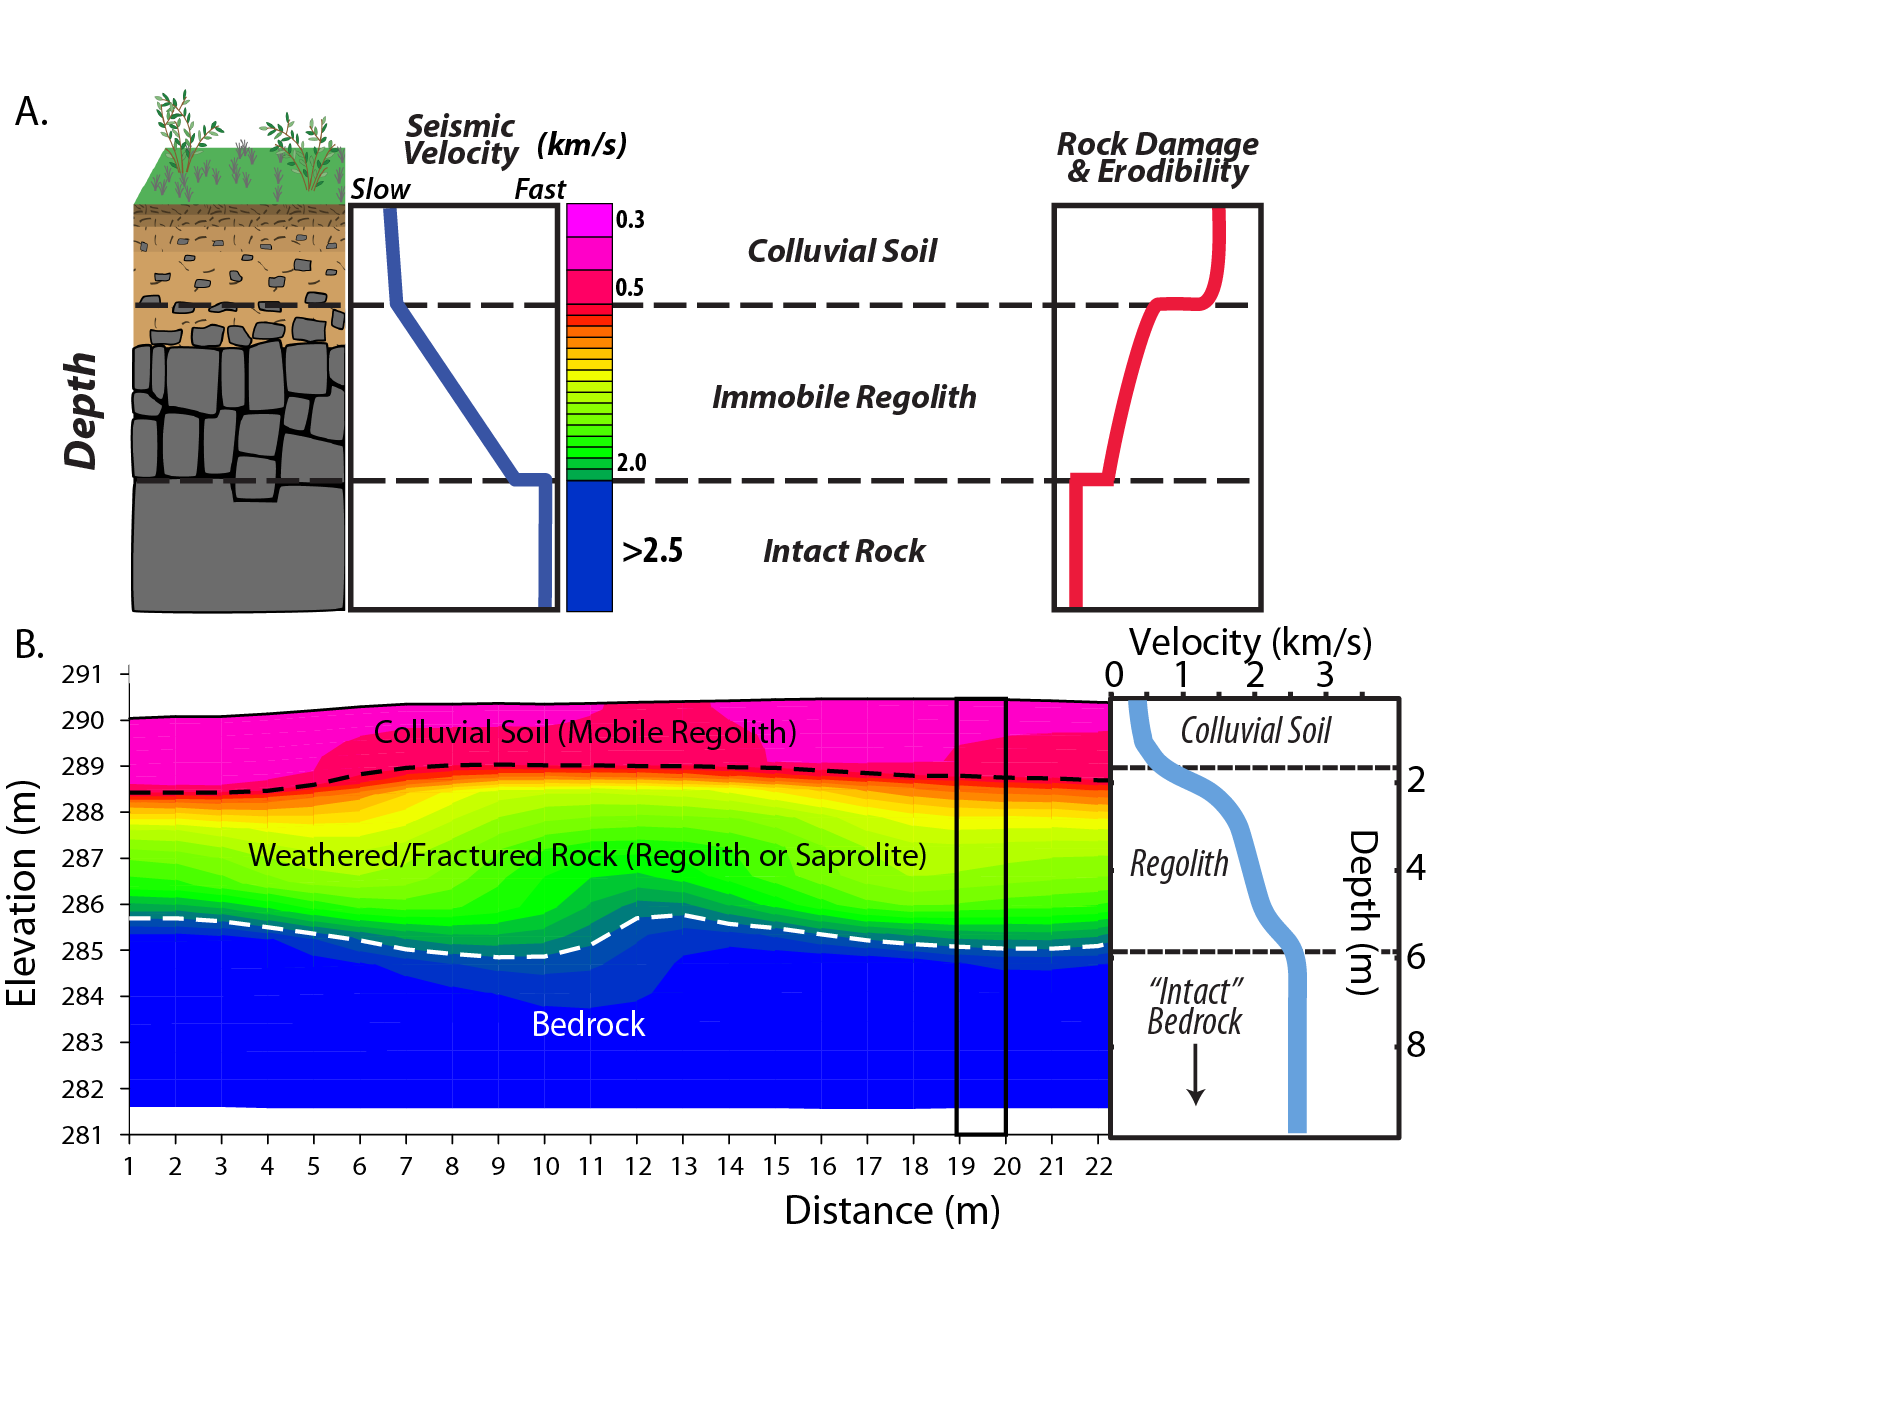 A.
Seismic
Velocity
(km/s)
Slow
Fast
Rock Damage
& Erodibility
0.3
0.5
2.0
>2.5
Colluvial Soil
Immobile Regolith
Intact Rock
Depth
B.
291
290
289
288
287
286
285
284
283
282
281
Elevation (m)
Colluvial Soil (Mobile Regolith)
Weathered/Fractured Rock (Regolith or Saprolite)
Bedrock
1 2 3 4 5 6 7 8 9 10 11 12 13 14 15 16 17 18 19 20 21 22
Distance (m)
Velocity (km/s)
0 1 2 3
Colluvial Soil
Regolith
“Intact”
Bedrock
2
4
6
8
Depth (m)